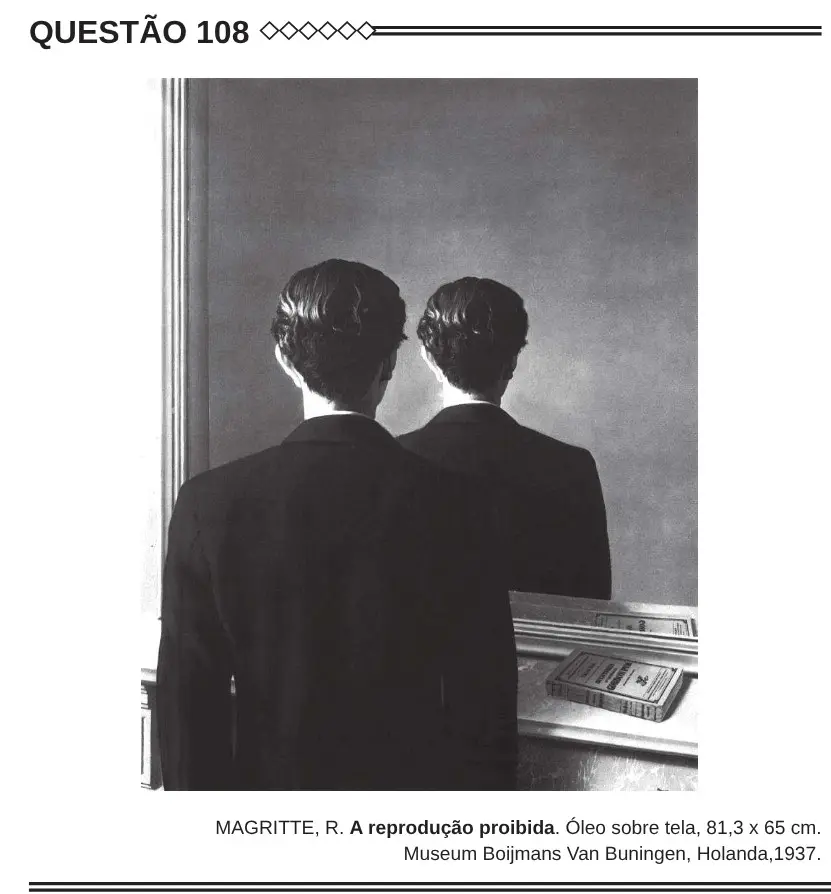 QUESTÃO 108
MAGRITTE, R. A reprodução proibida. Óleo sobre tela, 81,3 x 65 cm.
Museum Boijmans Van Buningen, Holanda,1937.